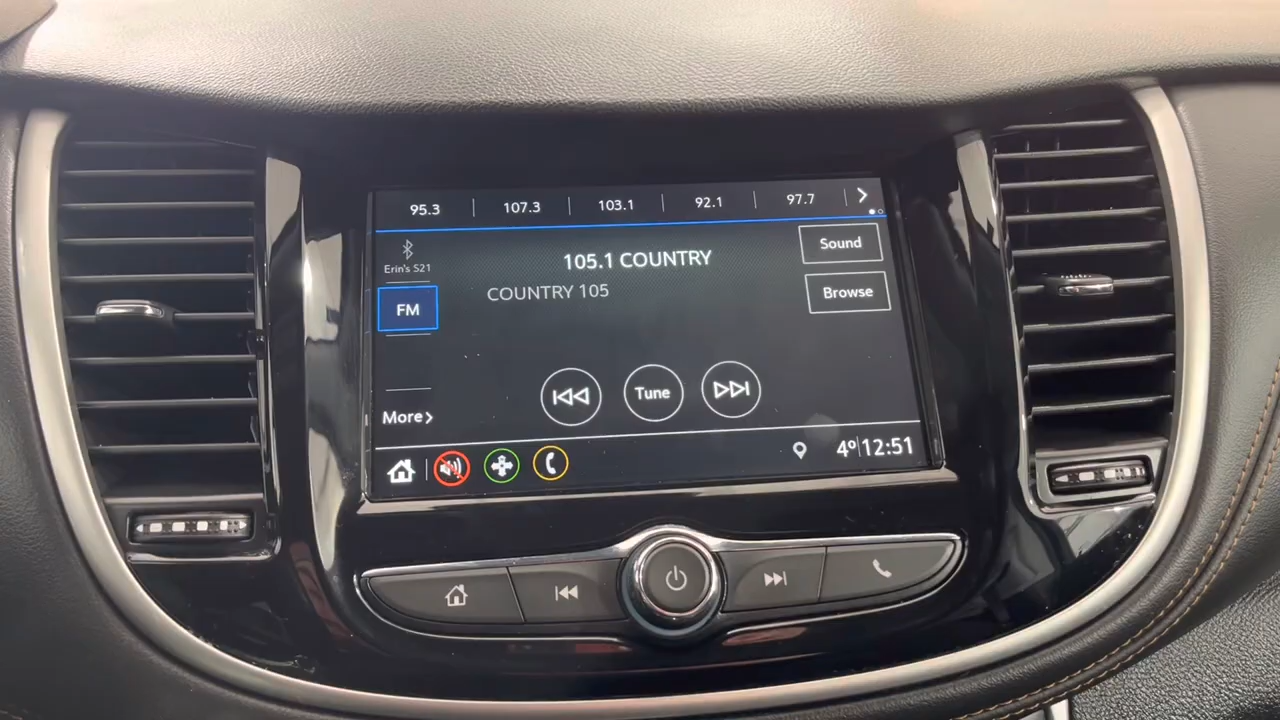 95.3 107.3 103.1 92.1 97.7
Erin's S21
105.1 COUNTRY
Sound
FM
COUNTRY 105
Browse
Tune
More
4° 12:51